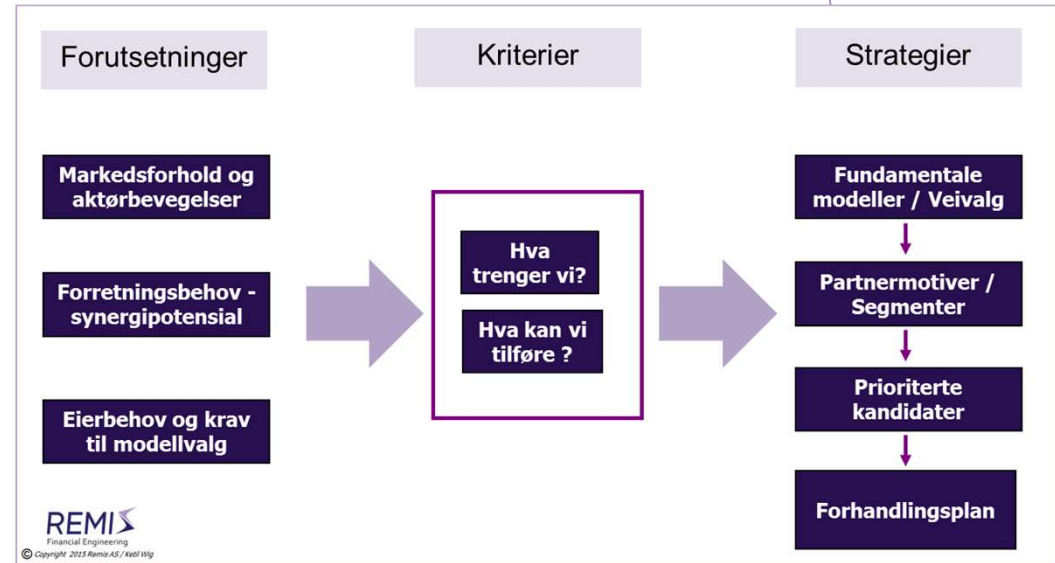 Forutsetninger
Kriterier
Strategier
Markedsforhold og
aktørbevegelser
Forretningsbehov -
synergipotensial
Eierbehov og krav
til modellvalg
Hva
trenger vi?
Hva kan vi
tilføre ?
Fundamentale
modeller / Veivalg
Partnermotiver /
Segmenter
Prioriterte
kandidater
Forhandlingsplan
REMIS
Financial Engineering
© Copyright 2015 Remis AS / Ketil Wig